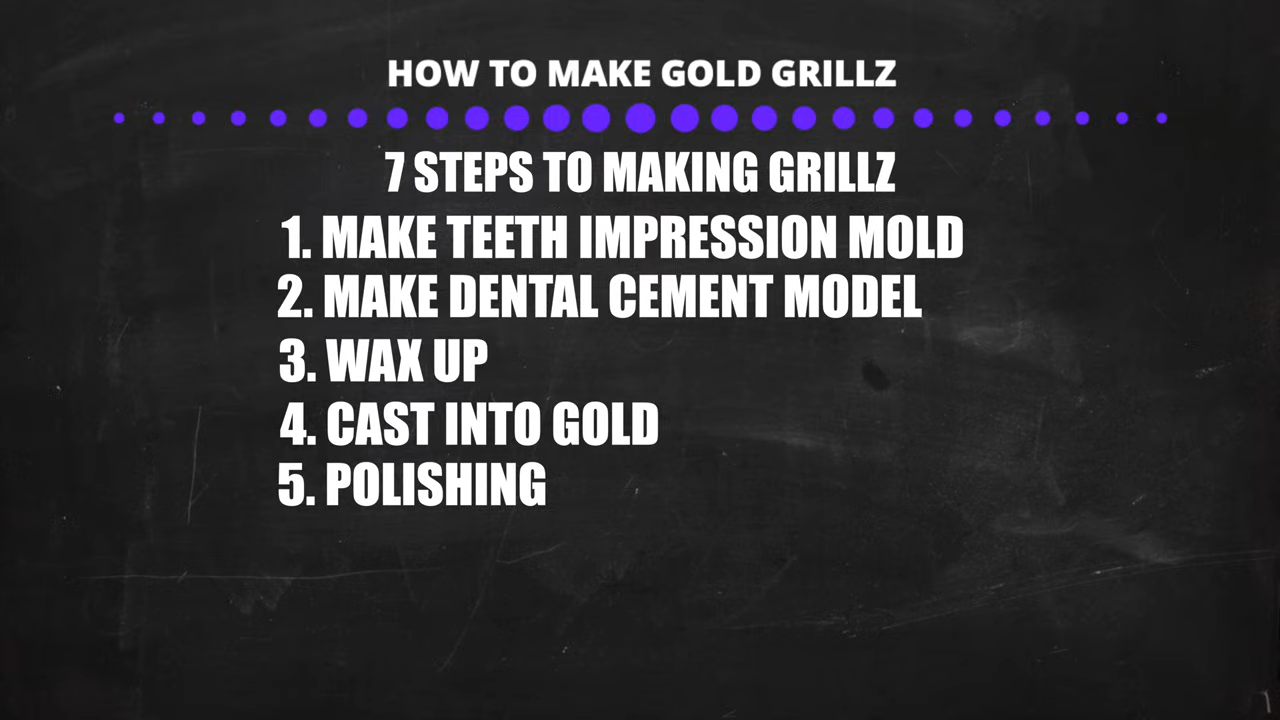 HOW TO MAKE GOLD GRILLZ
7 STEPS TO MAKING GRILLZ
1. MAKE TEETH IMPRESSION MOLD
2. MAKE DENTAL CEMENT MODEL
3. WAX UP
4. CAST INTO GOLD
5. POLISHING